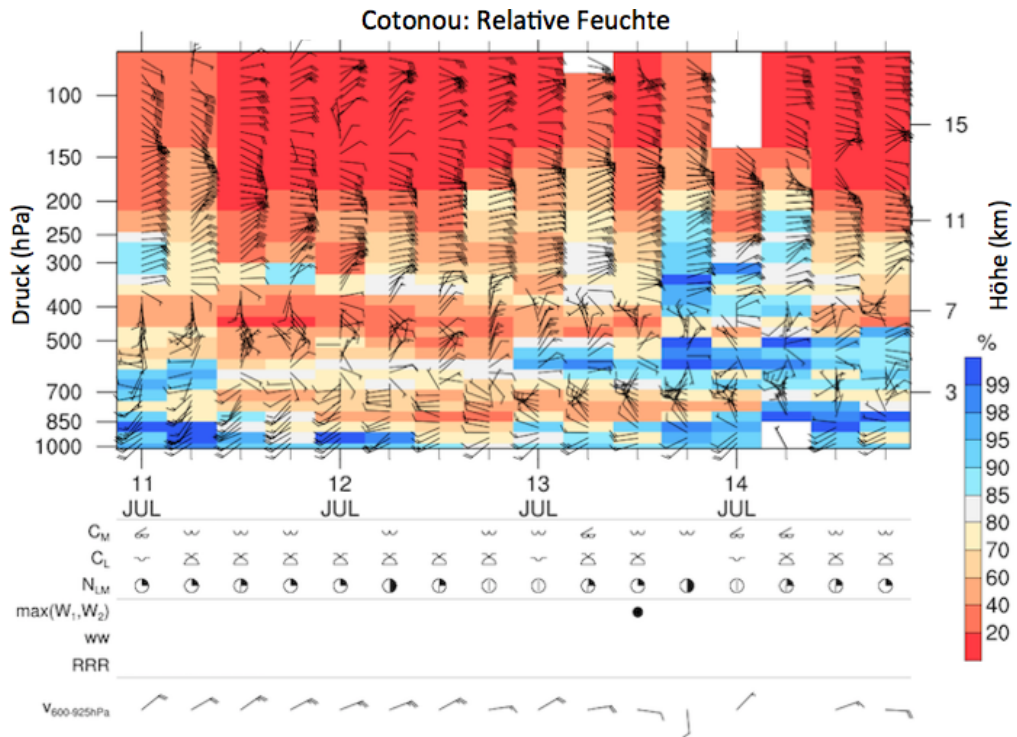 Cotonou: Relative Feuchte
Druck (hPa)
100
150
200
250
300
400
500
700
850
1000
15
11
7
3
Höhe (km)
%
99
98
95
90
85
80
70
60
40
20
11 12 13 14
JUL JUL JUL JUL
C_M
C_L
N_LM
max(W₁,W₂)
ww
RRR
v_600-925hPa